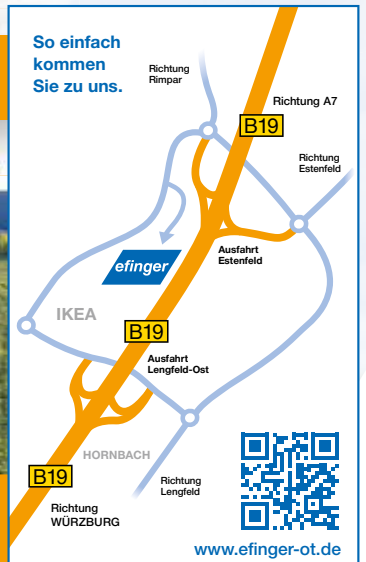 So einfach
kommen
Sie zu uns.
Richtung
Rimpar
Richtung A7
B19
Richtung
Estenfeld
Ausfahrt
Estenfeld
efinger
IKEA
B19
Ausfahrt
Lengfeld-Ost
HORNBACH
B19
Richtung
Lengfeld
Richtung
WÜRZBURG
www.efinger-ot.de